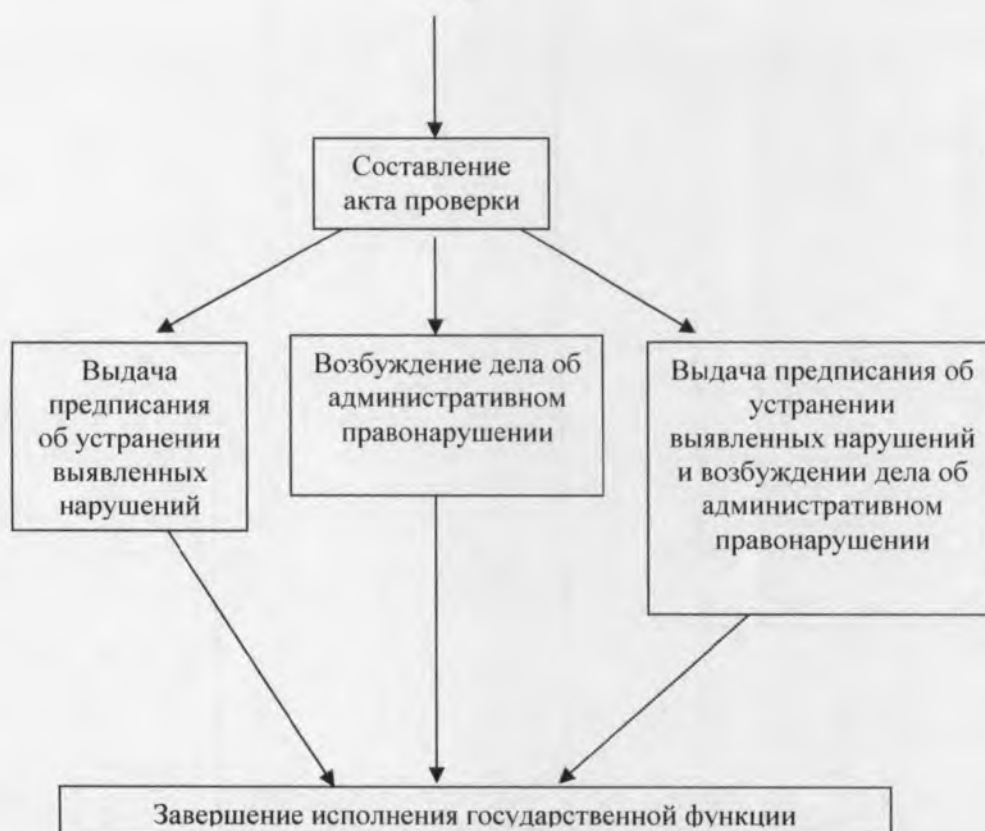 Составление
акта проверки
Выдача
предписания
об устранении
выявленных
нарушений
Возбуждение дела об
административном
правонарушении
Выдача предписания об
устранении
выявленных нарушений
и возбуждении дела об
административном
правонарушении
Завершение исполнения государственной функции